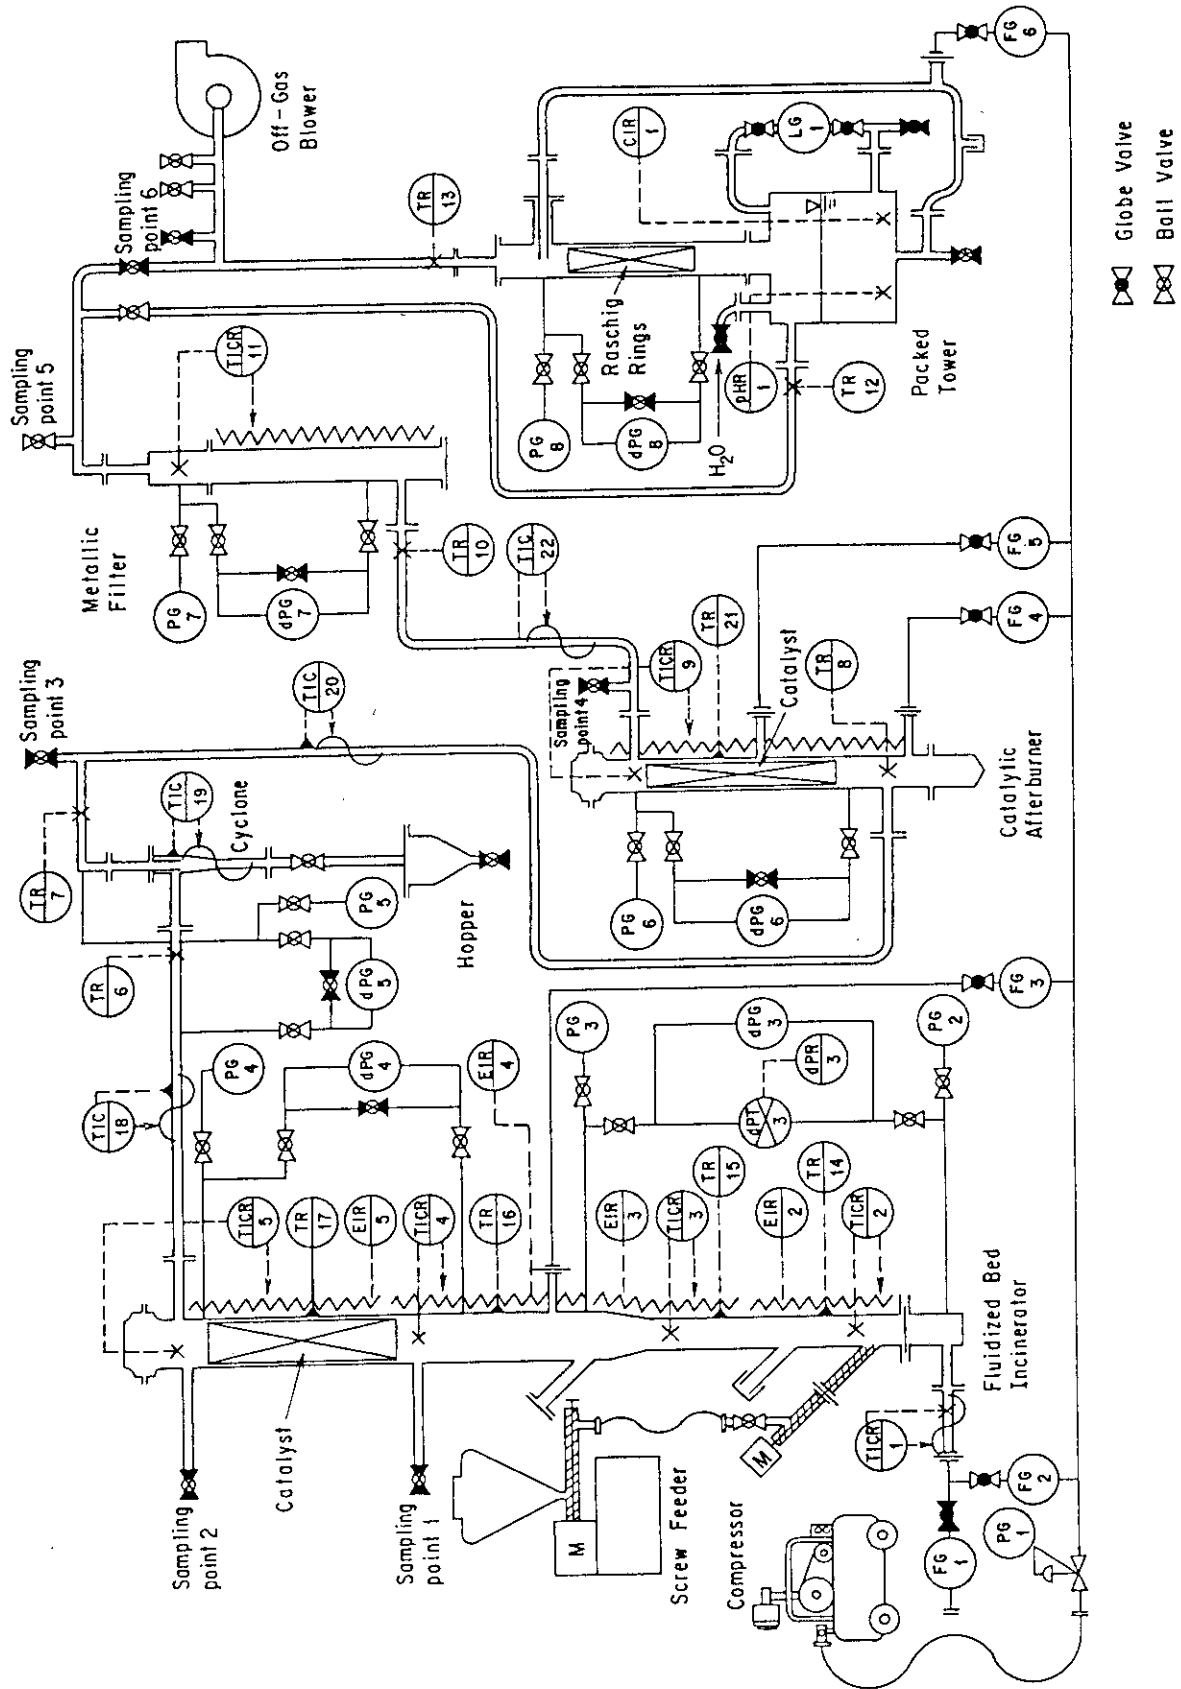 Sampling
point 2
Catalyst
Sampling
point 1
M
Screw Feeder
Compressor
M
Fluidized Bed
Incinerator
TICR
5
TR
17
EIR
5
TICR
4
TR
16
EIR
4
EIR
3
TICR
3
TR
15
EIR
2
TR
14
TICR
2
TICR
1
FG
1
FG
2
PG
1
TIC
18
PG
4
dPG
4
TR
6
TR
7
TIC
19
Cyclone
PG
5
dPG
5
Hopper
PG
3
dPG
3
dPT
3
dPR
3
PG
2
FG
3
Sampling
point 3
TIC
20
Metallic
Filter
PG
7
dPG
7
TICR
11
Sampling
point 5
TR
10
TIC
22
Sampling
point 4
TICR
9
TR
21
Catalyst
TR
8
PG
6
dPG
6
Catalytic
Afterburner
FG
4
FG
5
Sampling
point 6
Off-Gas
Blower
TR
13
Raschig
Rings
PG
8
dPG
8
H2O
pHR
1
TR
12
CIR
1
LG
1
Packed
Tower
FG
6
Globe Valve
Ball Valve